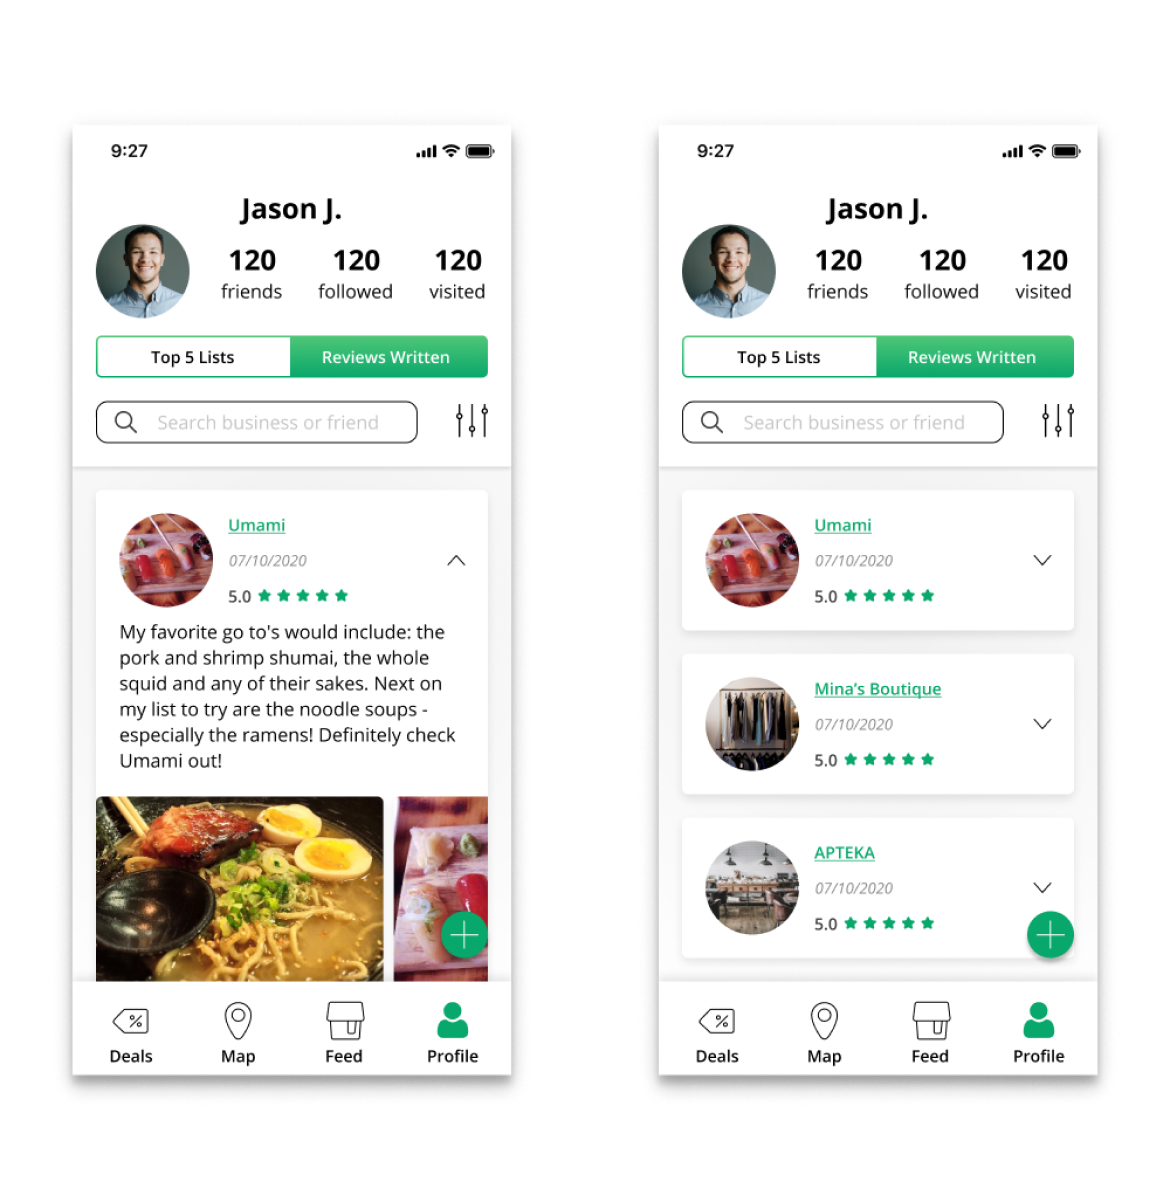 9:27
Jason J.
120 120 120
friends followed visited
Top 5 Lists Reviews Written
Search business or friend
Umami
07/10/2020
5.0
My favorite go to's would include: the
pork and shrimp shumai, the whole
squid and any of their sakes. Next on
my list to try are the noodle soups -
especially the ramens! Definitely check
Umami out!
Deals Map Feed Profile
9:27
Jason J.
120 120 120
friends followed visited
Top 5 Lists Reviews Written
Search business or friend
Umami
07/10/2020
5.0
Mina’s Boutique
07/10/2020
5.0
APTEKA
07/10/2020
5.0
Deals Map Feed Profile